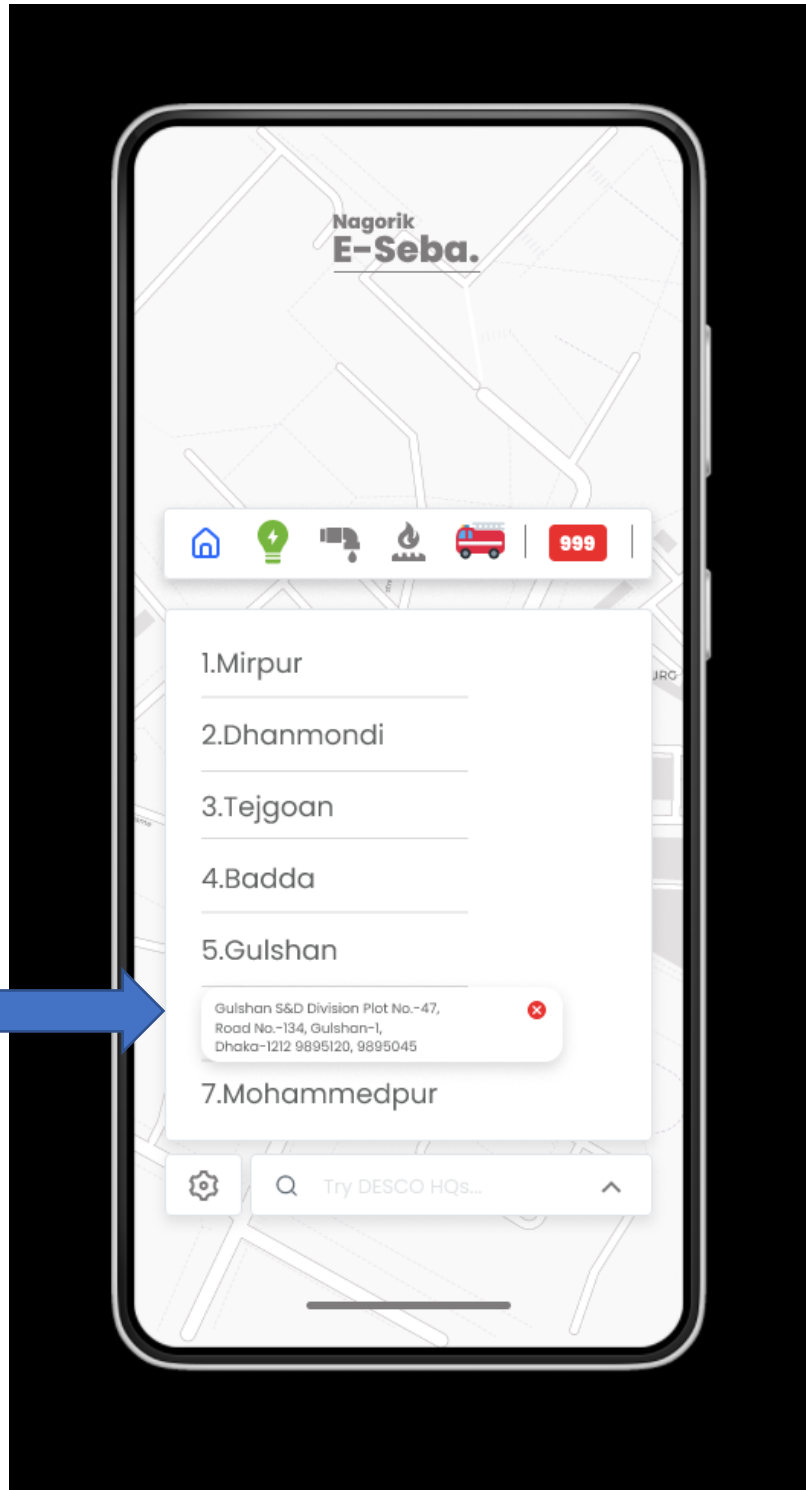 Nagorik
E-Seba.
999
1.Mirpur
JRG
2.Dhanmondi
3.Tejgoan
4.Badda
5.Gulshan
Gulshan S&D Division Plot No.-47,
Road No.-134, Gulshan-1,
Dhaka-1212 9895120, 9895045
7.Mohammedpur
Try DESCO HQs...